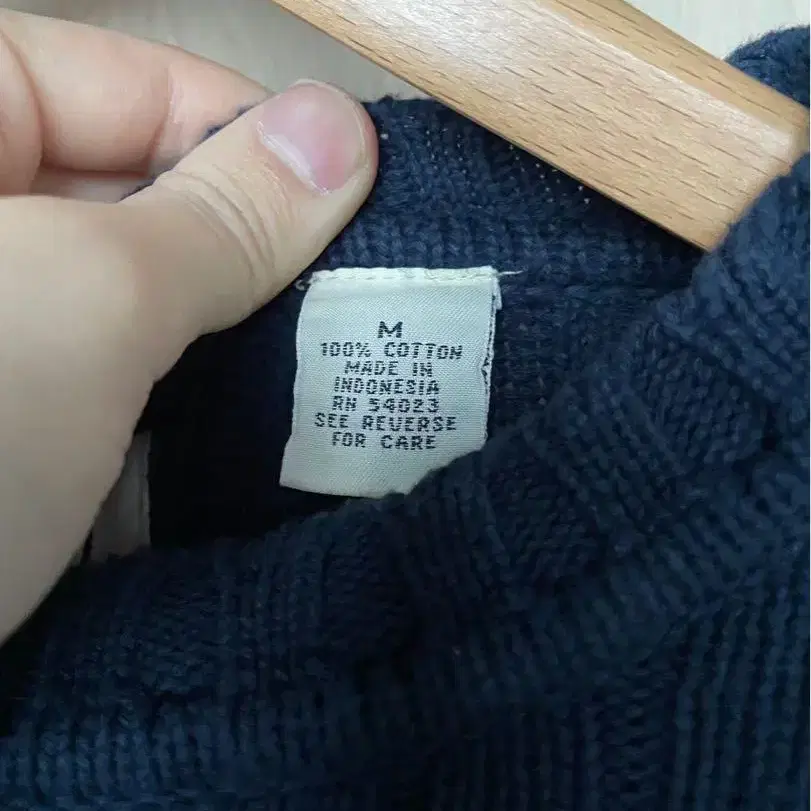 M
100% COTTON
MADE IN
INDONESIA
RN 54023
SEE REVERSE
FOR CARE